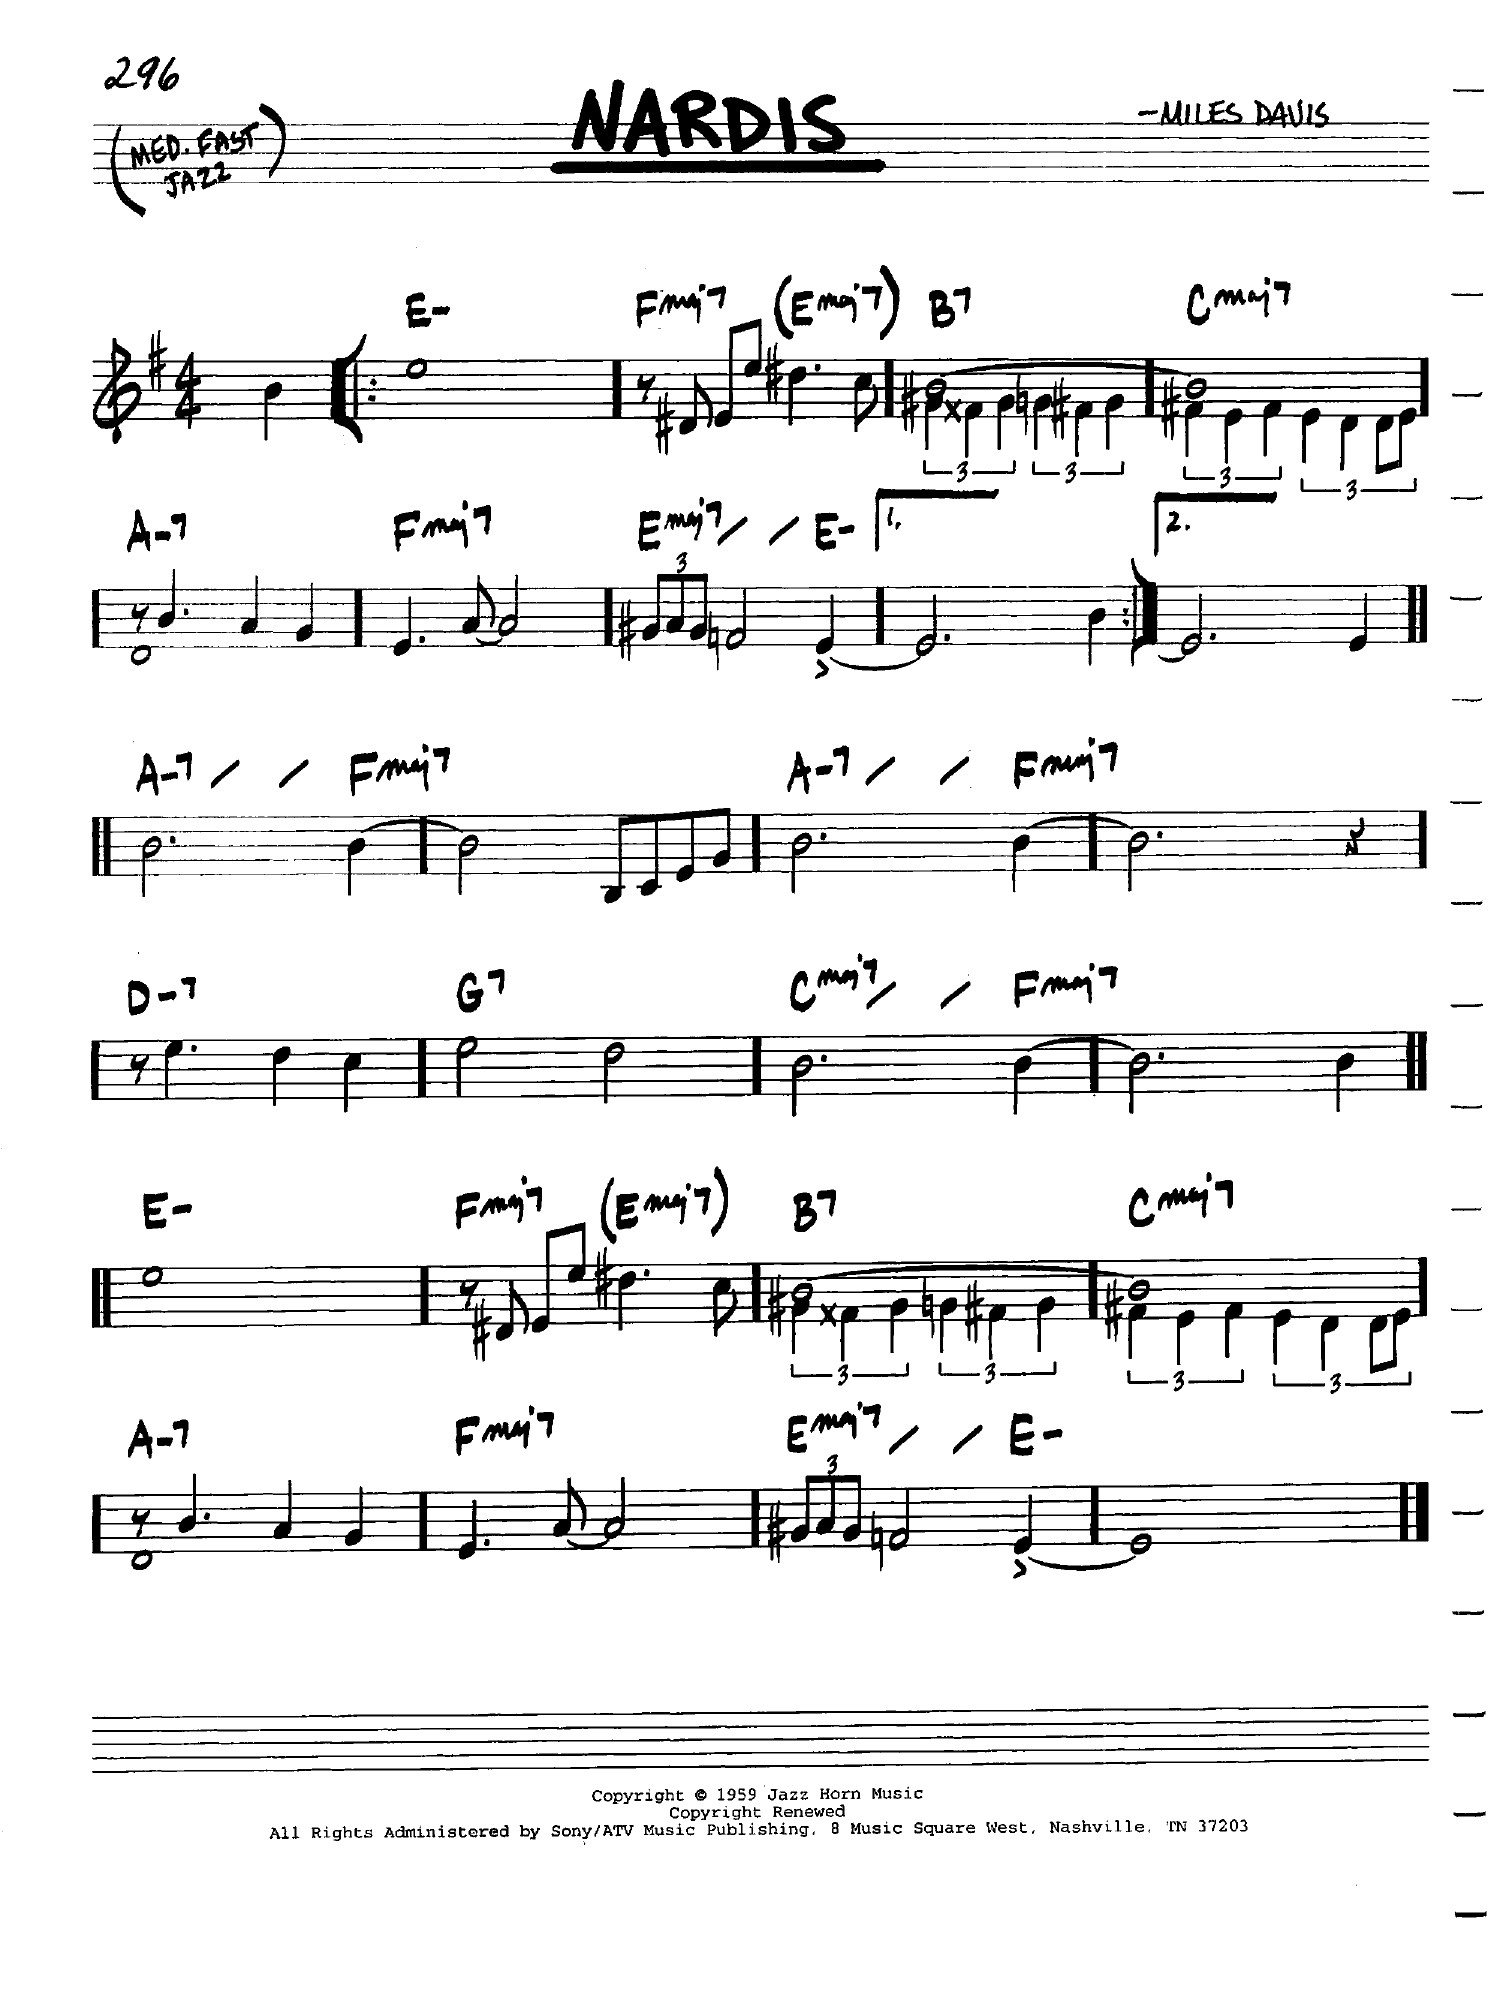 296
NARDIS
-MILES DAVIS
(MED. FAST
JAZZ)
E- Fmaj7 (Emaj7) B7 Cmaj7
4
4
3 3 3 3
A-7 Fmaj7 Emaj7 / / E- 1. 2.
3
A-7 / / Fmaj7 A-7 / / Fmaj7
D-7 G7 Cmaj7 / / Fmaj7
E- Fmaj7 (Emaj7) B7 Cmaj7
3 3 3 3
A-7 Fmaj7 Emaj7 / / E-
3
Copyright © 1959 Jazz Horn Music
Copyright Renewed
All Rights Administered by Sony/ATV Music Publishing, 8 Music Square West, Nashville, TN 37203